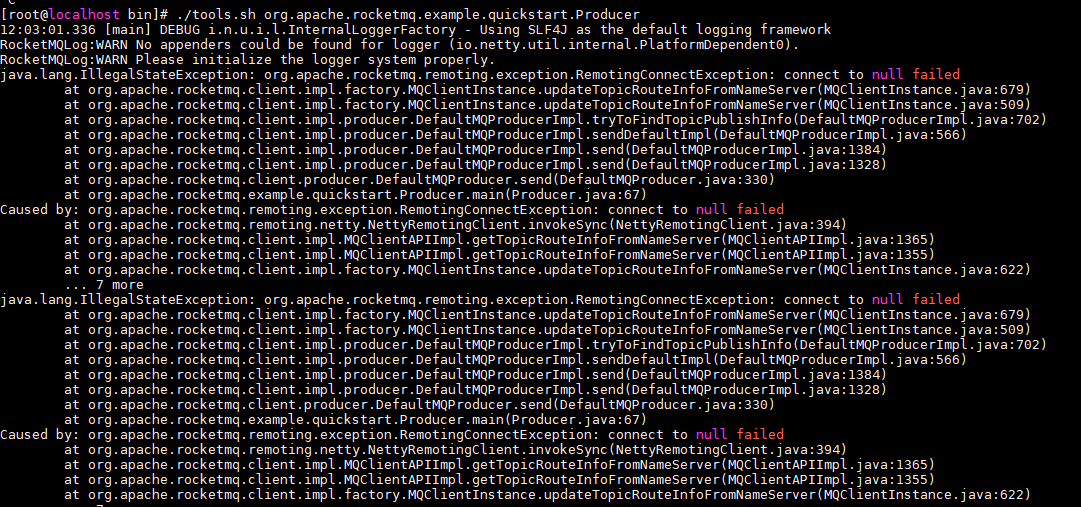 [root@localhost bin]# ./tools.sh org.apache.rocketmq.example.quickstart.Producer
12:03:01.336 [main] DEBUG i.n.u.i.l.InternalLoggerFactory - Using SLF4J as the default logging framework
RocketMQLog:WARN No appenders could be found for logger (io.netty.util.internal.PlatformDependent0).
RocketMQLog:WARN Please initialize the logger system properly.
java.lang.IllegalStateException: org.apache.rocketmq.remoting.exception.RemotingConnectException: connect to null failed
at org.apache.rocketmq.client.impl.factory.MQClientInstance.updateTopicRouteInfoFromNameServer(MQClientInstance.java:679)
at org.apache.rocketmq.client.impl.factory.MQClientInstance.updateTopicRouteInfoFromNameServer(MQClientInstance.java:509)
at org.apache.rocketmq.client.impl.producer.DefaultMQProducerImpl.tryToFindTopicPublishInfo(DefaultMQProducerImpl.java:702)
at org.apache.rocketmq.client.impl.producer.DefaultMQProducerImpl.sendDefaultImpl(DefaultMQProducerImpl.java:566)
at org.apache.rocketmq.client.impl.producer.DefaultMQProducerImpl.send(DefaultMQProducerImpl.java:1384)
at org.apache.rocketmq.client.impl.producer.DefaultMQProducerImpl.send(DefaultMQProducerImpl.java:1328)
at org.apache.rocketmq.client.producer.DefaultMQProducer.send(DefaultMQProducer.java:330)
at org.apache.rocketmq.example.quickstart.Producer.main(Producer.java:67)
Caused by: org.apache.rocketmq.remoting.exception.RemotingConnectException: connect to null failed
at org.apache.rocketmq.remoting.netty.NettyRemotingClient.invokeSync(NettyRemotingClient.java:394)
at org.apache.rocketmq.client.impl.MQClientAPIImpl.getTopicRouteInfoFromNameServer(MQClientAPIImpl.java:1365)
at org.apache.rocketmq.client.impl.MQClientAPIImpl.getTopicRouteInfoFromNameServer(MQClientAPIImpl.java:1355)
at org.apache.rocketmq.client.impl.factory.MQClientInstance.updateTopicRouteInfoFromNameServer(MQClientInstance.java:622)
... 7 more
java.lang.IllegalStateException: org.apache.rocketmq.remoting.exception.RemotingConnectException: connect to null failed
at org.apache.rocketmq.client.impl.factory.MQClientInstance.updateTopicRouteInfoFromNameServer(MQClientInstance.java:679)
at org.apache.rocketmq.client.impl.factory.MQClientInstance.updateTopicRouteInfoFromNameServer(MQClientInstance.java:509)
at org.apache.rocketmq.client.impl.producer.DefaultMQProducerImpl.tryToFindTopicPublishInfo(DefaultMQProducerImpl.java:702)
at org.apache.rocketmq.client.impl.producer.DefaultMQProducerImpl.sendDefaultImpl(DefaultMQProducerImpl.java:566)
at org.apache.rocketmq.client.impl.producer.DefaultMQProducerImpl.send(DefaultMQProducerImpl.java:1384)
at org.apache.rocketmq.client.impl.producer.DefaultMQProducerImpl.send(DefaultMQProducerImpl.java:1328)
at org.apache.rocketmq.client.producer.DefaultMQProducer.send(DefaultMQProducer.java:330)
at org.apache.rocketmq.example.quickstart.Producer.main(Producer.java:67)
Caused by: org.apache.rocketmq.remoting.exception.RemotingConnectException: connect to null failed
at org.apache.rocketmq.remoting.netty.NettyRemotingClient.invokeSync(NettyRemotingClient.java:394)
at org.apache.rocketmq.client.impl.MQClientAPIImpl.getTopicRouteInfoFromNameServer(MQClientAPIImpl.java:1365)
at org.apache.rocketmq.client.impl.MQClientAPIImpl.getTopicRouteInfoFromNameServer(MQClientAPIImpl.java:1355)
at org.apache.rocketmq.client.impl.factory.MQClientInstance.updateTopicRouteInfoFromNameServer(MQClientInstance.java:622)